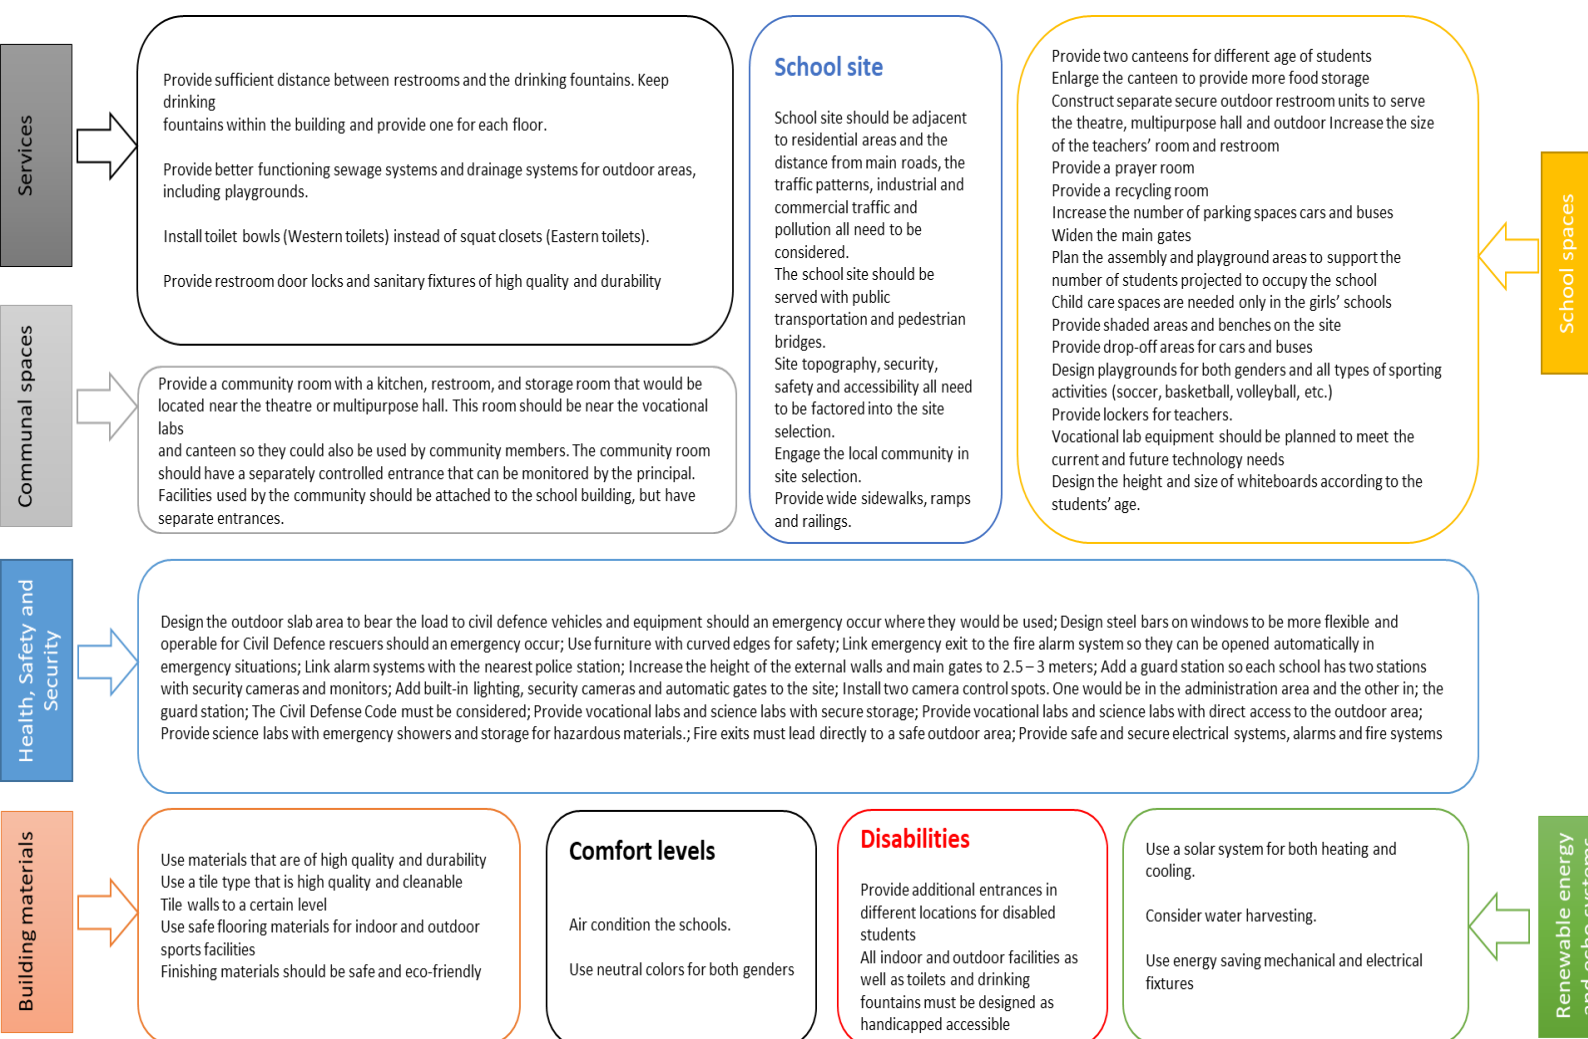 Services
Provide sufficient distance between restrooms and the drinking fountains. Keep
drinking
fountains within the building and provide one for each floor.
Provide better functioning sewage systems and drainage systems for outdoor areas,
including playgrounds.
Install toilet bowls (Western toilets) instead of squat closets (Eastern toilets).
Provide restroom door locks and sanitary fixtures of high quality and durability
Communal spaces
Provide a community room with a kitchen, restroom, and storage room that would be
located near the theatre or multipurpose hall. This room should be near the vocational
labs
and canteen so they could also be used by community members. The community room
should have a separately controlled entrance that can be monitored by the principal.
Facilities used by the community should be attached to the school building, but have
separate entrances.
School site
School site should be adjacent
to residential areas and the
distance from main roads, the
traffic patterns, industrial and
commercial traffic and
pollution all need to be
considered.
The school site should be
served with public
transportation and pedestrian
bridges.
Site topography, security,
safety and accessibility all need
to be factored into the site
selection.
Engage the local community in
site selection.
Provide wide sidewalks, ramps
and railings.
School spaces
Provide two canteens for different age of students
Enlarge the canteen to provide more food storage
Construct separate secure outdoor restroom units to serve
the theatre, multipurpose hall and outdoor Increase the size
of the teachers' room and restroom
Provide a prayer room
Provide a recycling room
Increase the number of parking spaces cars and buses
Widen the main gates
Plan the assembly and playground areas to support the
number of students projected to occupy the school
Child care spaces are needed only in the girls' schools
Provide shaded areas and benches on the site
Provide drop-off areas for cars and buses
Design playgrounds for both genders and all types of sporting
activities (soccer, basketball, volleyball, etc.)
Provide lockers for teachers.
Vocational lab equipment should be planned to meet the
current and future technology needs
Design the height and size of whiteboards according to the
students' age.
Health, Safety and
Security
Design the outdoor slab area to bear the load to civil defence vehicles and equipment should an emergency occur where they would be used; Design steel bars on windows to be more flexible and
operable for Civil Defence rescuers should an emergency occur; Use furniture with curved edges for safety; Link emergency exit to the fire alarm system so they can be opened automatically in
emergency situations; Link alarm systems with the nearest police station; Increase the height of the external walls and main gates to 2.5 – 3 meters; Add a guard station so each school has two stations
with security cameras and monitors; Add built-in lighting, security cameras and automatic gates to the site; Install two camera control spots. One would be in the administration area and the other in; the
guard station; The Civil Defense Code must be considered; Provide vocational labs and science labs with secure storage; Provide vocational labs and science labs with direct access to the outdoor area;
Provide science labs with emergency showers and storage for hazardous materials.; Fire exits must lead directly to a safe outdoor area; Provide safe and secure electrical systems, alarms and fire systems
Building materials
Use materials that are of high quality and durability
Use a tile type that is high quality and cleanable
Tile walls to a certain level
Use safe flooring materials for indoor and outdoor
sports facilities
Finishing materials should be safe and eco-friendly
Comfort levels
Air condition the schools.
Use neutral colors for both genders
Disabilities
Provide additional entrances in
different locations for disabled
students
All indoor and outdoor facilities as
well as toilets and drinking
fountains must be designed as
handicapped accessible
Renewable energy
Use a solar system for both heating and
cooling.
Consider water harvesting.
Use energy saving mechanical and electrical
fixtures